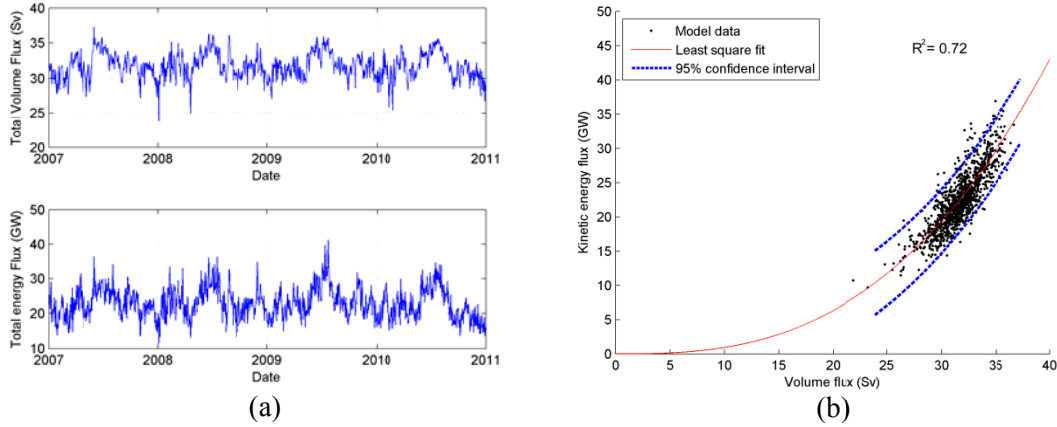 40
35
30
25
20
Total Volume Flux (Sv)
2007 2008 2009 2010 2011
Date
50
40
30
20
10
Total energy Flux (GW)
2007 2008 2009 2010 2011
Date
(a)
50
45
40
35
30
25
20
15
10
5
0
Kinetic energy flux (GW)
Model data
Least square fit
95% confidence interval
R²= 0.72
0 5 10 15 20 25 30 35 40
Volume flux (Sv)
(b)